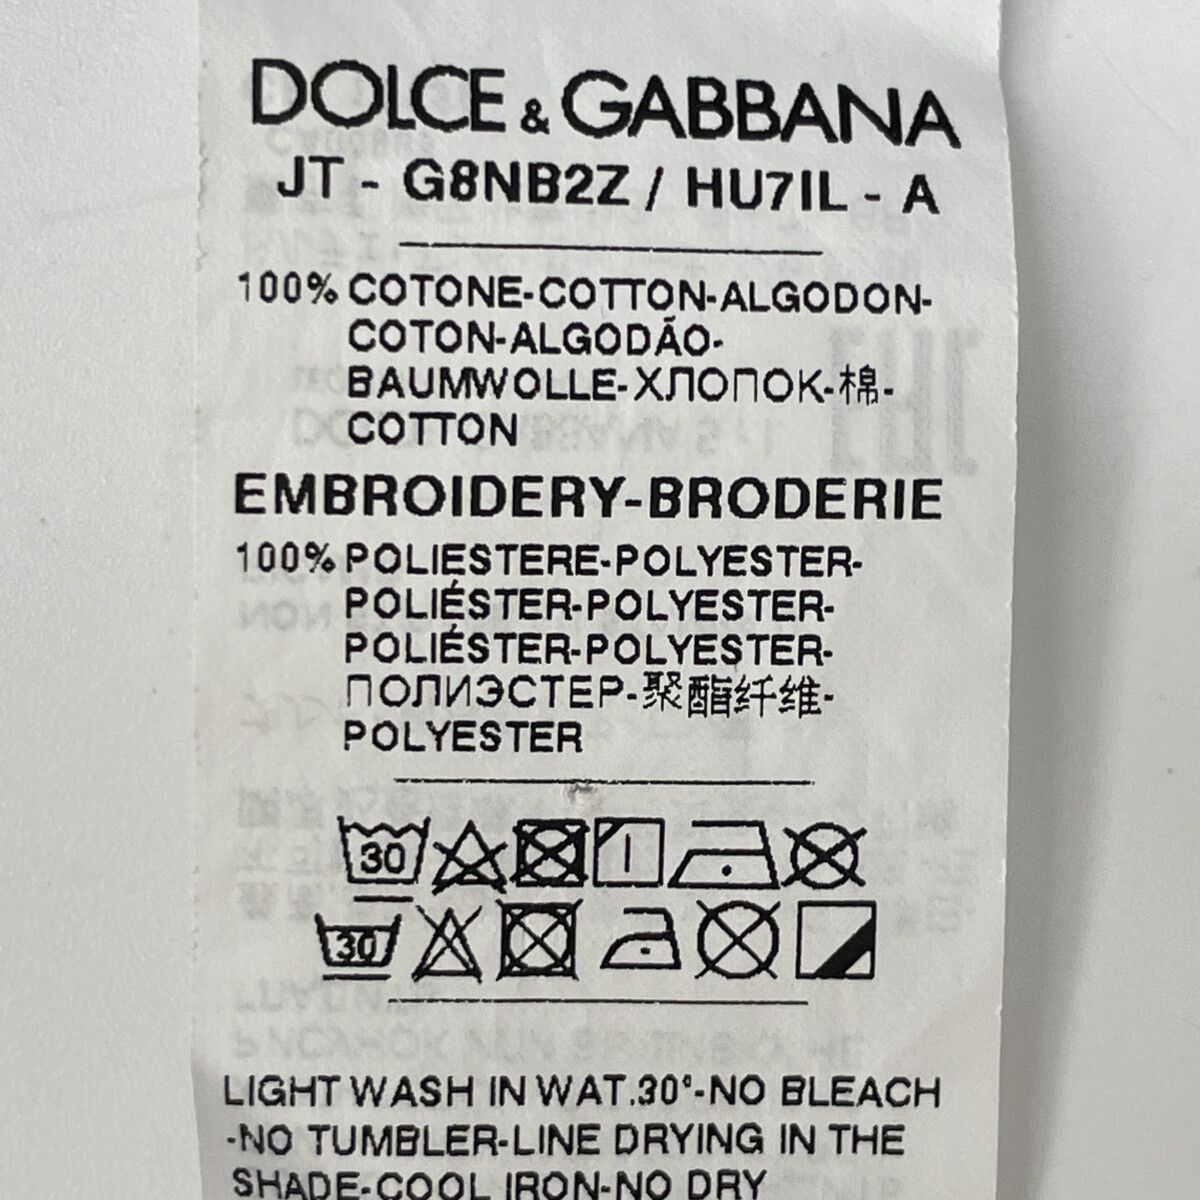 DOLCE & GABBANA
JT - G8NB2Z / HU7IL - A
100% COTONE-COTTON-ALGODON-
COTON-ALGODÃO-
BAUMWOLLE-ХЛОПОК-棉-
COTTON
EMBROIDERY-BRODERIE
100% POLIESTERE-POLYESTER-
POLIÉSTER-POLYESTER-
POLIÉSTER-POLYESTER-
ПОЛИЭСТЕР-聚酯纤维-
POLYESTER
30
30
LIGHT WASH IN WAT.30°-NO BLEACH
-NO TUMBLER-LINE DRYING IN THE
SHADE-COOL IRON-NO DRY